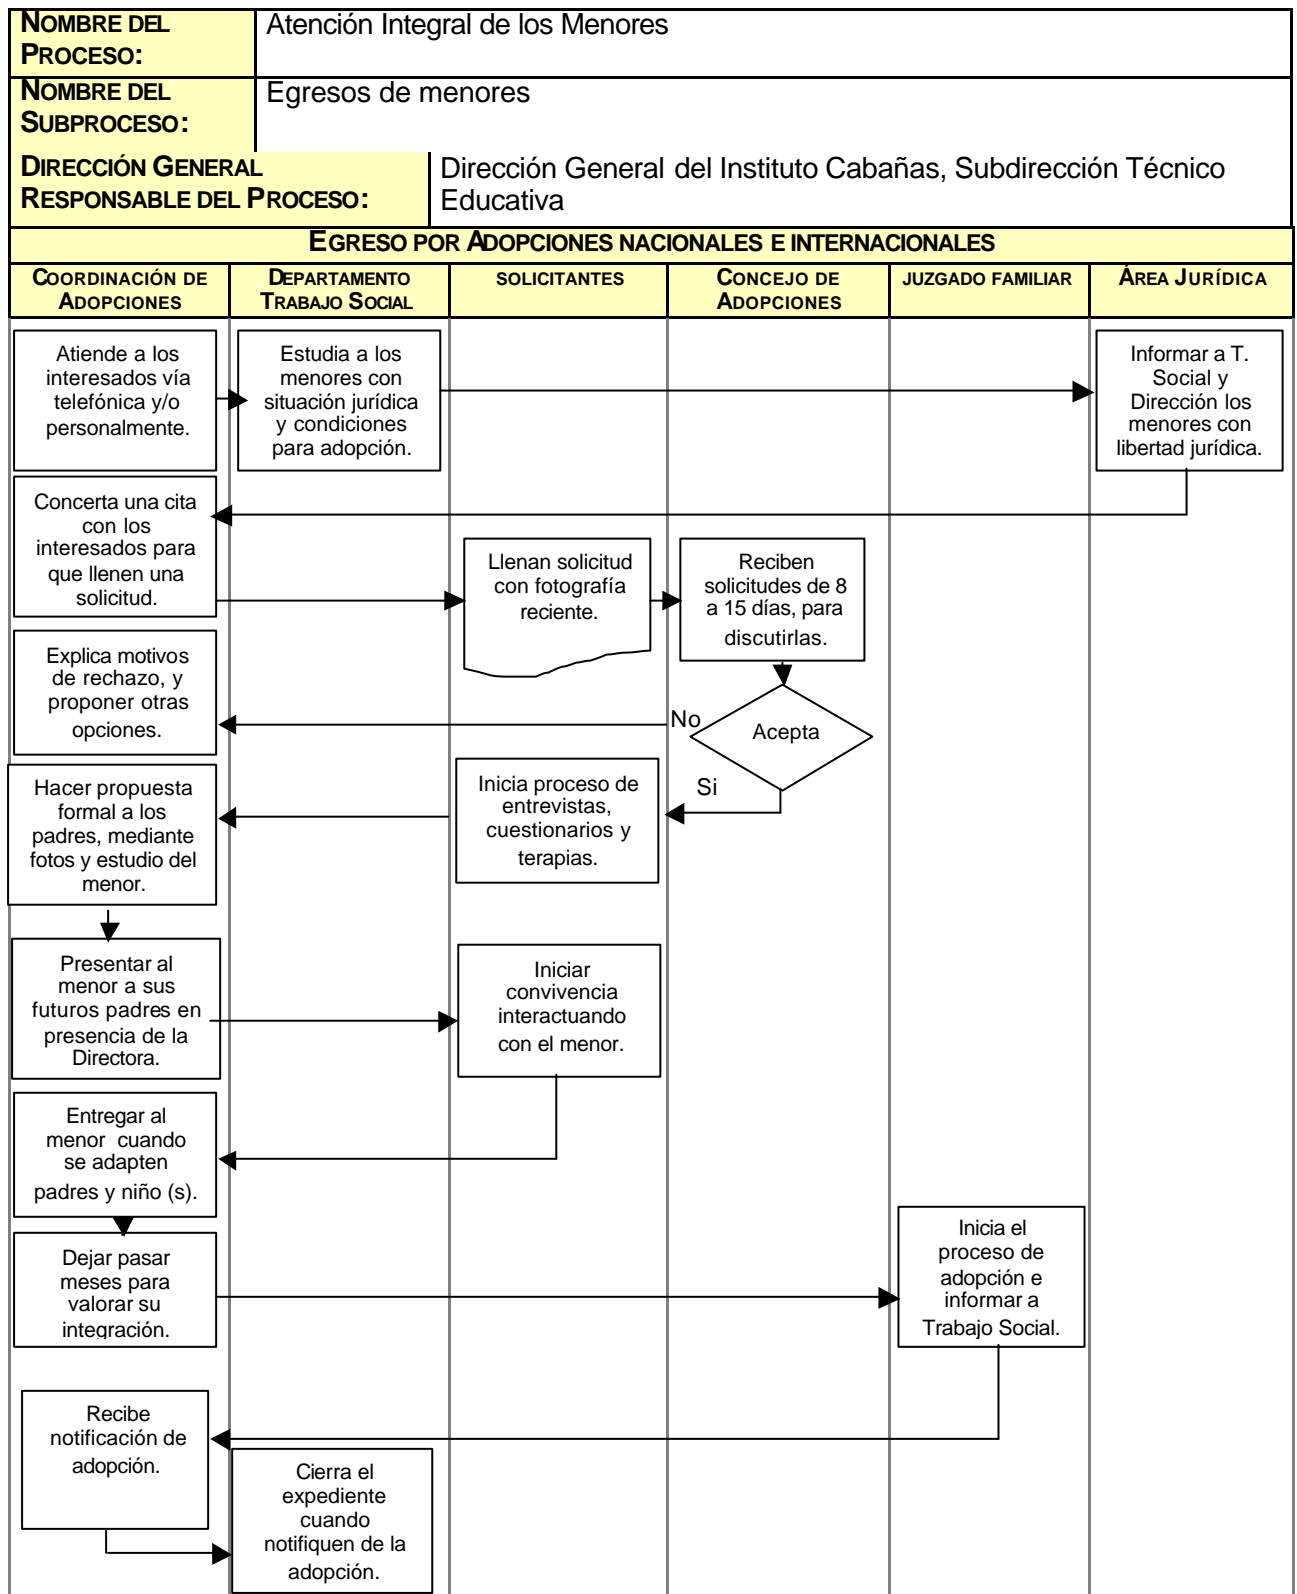 NOMBRE DEL
PROCESO:
Atención Integral de los Menores
NOMBRE DEL
SUBPROCESO:
Egresos de menores
DIRECCIÓN GENERAL
RESPONSABLE DEL PROCESO:
Dirección General del Instituto Cabañas, Subdirección Técnico
Educativa
EGRESO POR ADOPCIONES NACIONALES E INTERNACIONALES
COORDINACIÓN DE
ADOPCIONES
DEPARTAMENTO
TRABAJO SOCIAL
SOLICITANTES
CONCEJO DE
ADOPCIONES
JUZGADO FAMILIAR
ÁREA JURÍDICA
Atiende a los
interesados vía
telefónica y/o
personalmente.
Estudia a los
menores con
situación jurídica
y condiciones
para adopción.
Informar a T.
Social y
Dirección los
menores con
libertad jurídica.
Concerta una cita
con los
interesados para
que llenen una
solicitud.
Llenan solicitud
con fotografía
reciente.
Reciben
solicitudes de 8
a 15 días, para
discutirlas.
Explica motivos
de rechazo, y
proponer otras
opciones.
No
Acepta
Si
Inicia proceso de
entrevistas,
cuestionarios y
terapias.
Hacer propuesta
formal a los
padres, mediante
fotos y estudio del
menor.
Presentar al
menor a sus
futuros padres en
presencia de la
Directora.
Iniciar
convivencia
interactuando
con el menor.
Entregar al
menor cuando
se adapten
padres y niño (s).
Dejar pasar
meses para
valorar su
integración.
Inicia el
proceso de
adopción e
informar a
Trabajo Social.
Recibe
notificación de
adopción.
Cierra el
expediente
cuando
notifiquen de la
adopción.